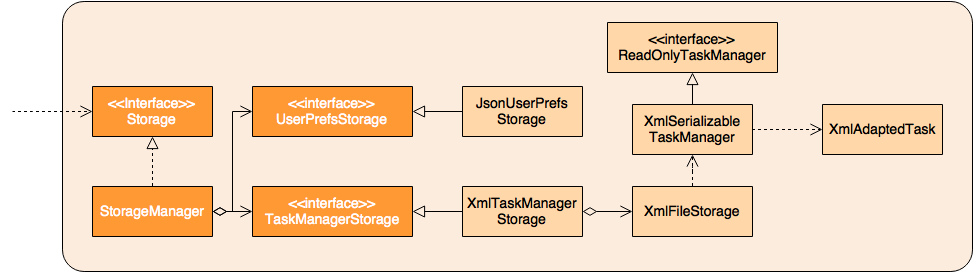 <<interface>>
ReadOnlyTaskManager
<<Interface>>
Storage
<<interface>>
UserPrefsStorage
JsonUserPrefs
Storage
XmlSerializable
TaskManager
XmlAdaptedTask
StorageManager
<<interface>>
TaskManagerStorage
XmlTaskManager
Storage
XmlFileStorage